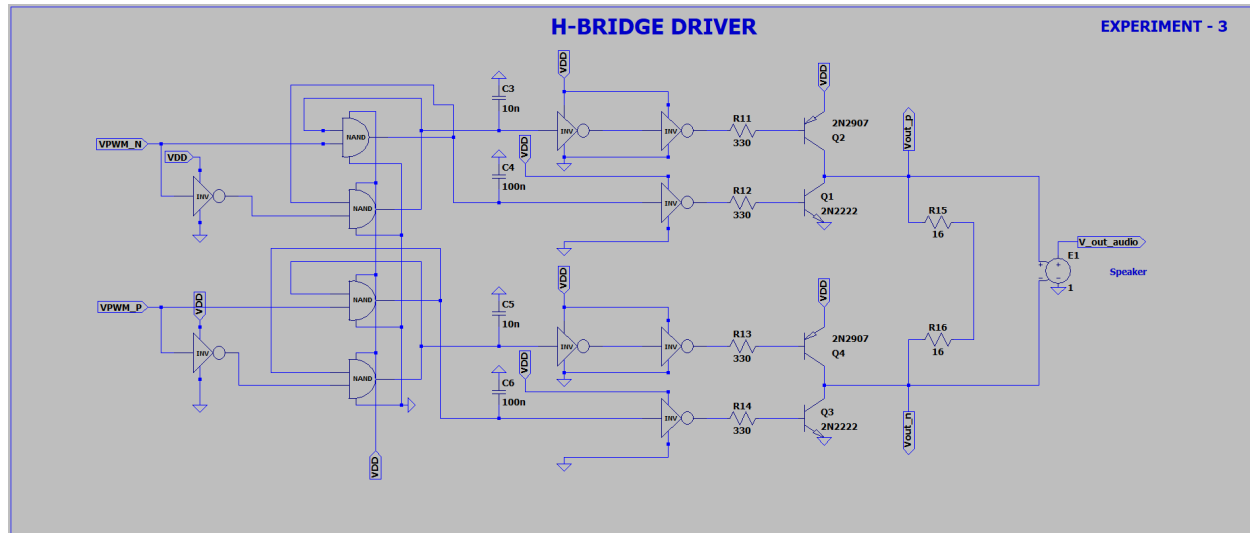 H-BRIDGE DRIVER
EXPERIMENT - 3
VDD
VDD
C3
10n
R11
330
2N2907
Q2
Vout_p
INV
INV
VPWM_N
NAND
VDD
VDD
C4
100n
INV
R12
330
Q1
2N2222
INV
NAND
R15
16
V_out_audio
E1
1
Speaker
VPWM_P
VDD
NAND
VDD
C5
10n
INV
INV
R13
330
VDD
2N2907
Q4
R16
16
INV
NAND
VDD
C6
100n
INV
R14
330
Q3
2N2222
Vout_n
VDD